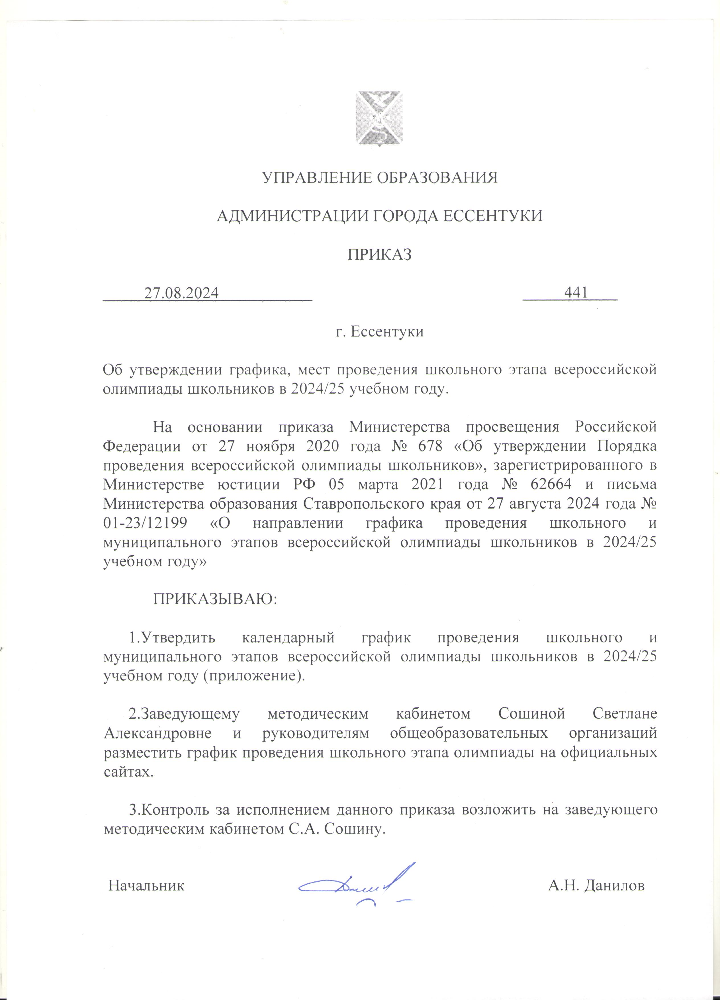 УПРАВЛЕНИЕ ОБРАЗОВАНИЯ
АДМИНИСТРАЦИИ ГОРОДА ЕССЕНТУКИ
ПРИКАЗ
27.08.2024 441
г. Ессентуки
Об утверждении графика, мест проведения школьного этапа всероссийской
олимпиады школьников в 2024/25 учебном году.
На основании приказа Министерства просвещения Российской
Федерации от 27 ноября 2020 года № 678 «Об утверждении Порядка
проведения всероссийской олимпиады школьников», зарегистрированного в
Министерстве юстиции РФ 05 марта 2021 года № 62664 и письма
Министерства образования Ставропольского края от 27 августа 2024 года №
01-23/12199 «О направлении графика проведения школьного и
муниципального этапов всероссийской олимпиады школьников в 2024/25
учебном году»
ПРИКАЗЫВАЮ:
1.Утвердить календарный график проведения школьного и
муниципального этапов всероссийской олимпиады школьников в 2024/25
учебном году (приложение).
2.Заведующему методическим кабинетом Сошиной Светлане
Александровне и руководителям общеобразовательных организаций
разместить график проведения школьного этапа олимпиады на официальных
сайтах.
3.Контроль за исполнением данного приказа возложить на заведующего
методическим кабинетом С.А. Сошину.
Начальник А.Н. Данилов